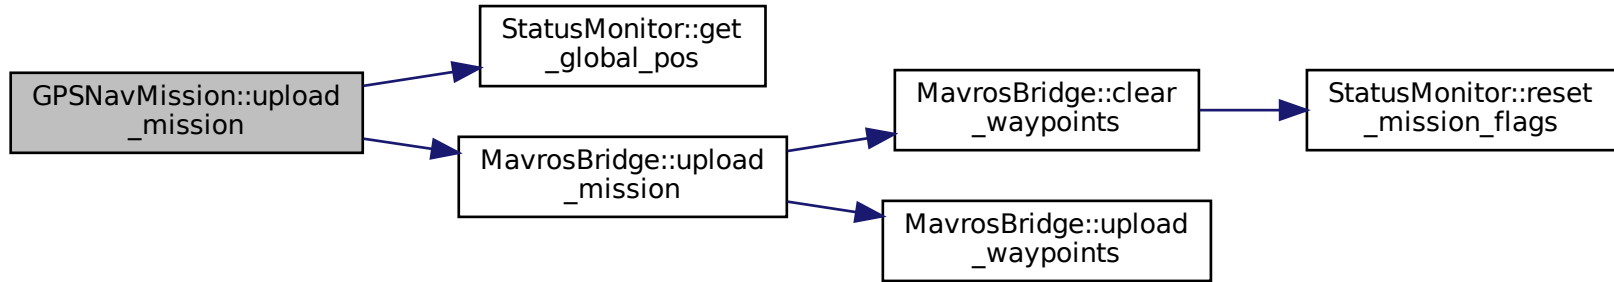 GPSNavMission::upload
_mission
StatusMonitor::get
_global_pos
MavrosBridge::upload
_mission
MavrosBridge::clear
_waypoints
StatusMonitor::reset
_mission_flags
MavrosBridge::upload
_waypoints